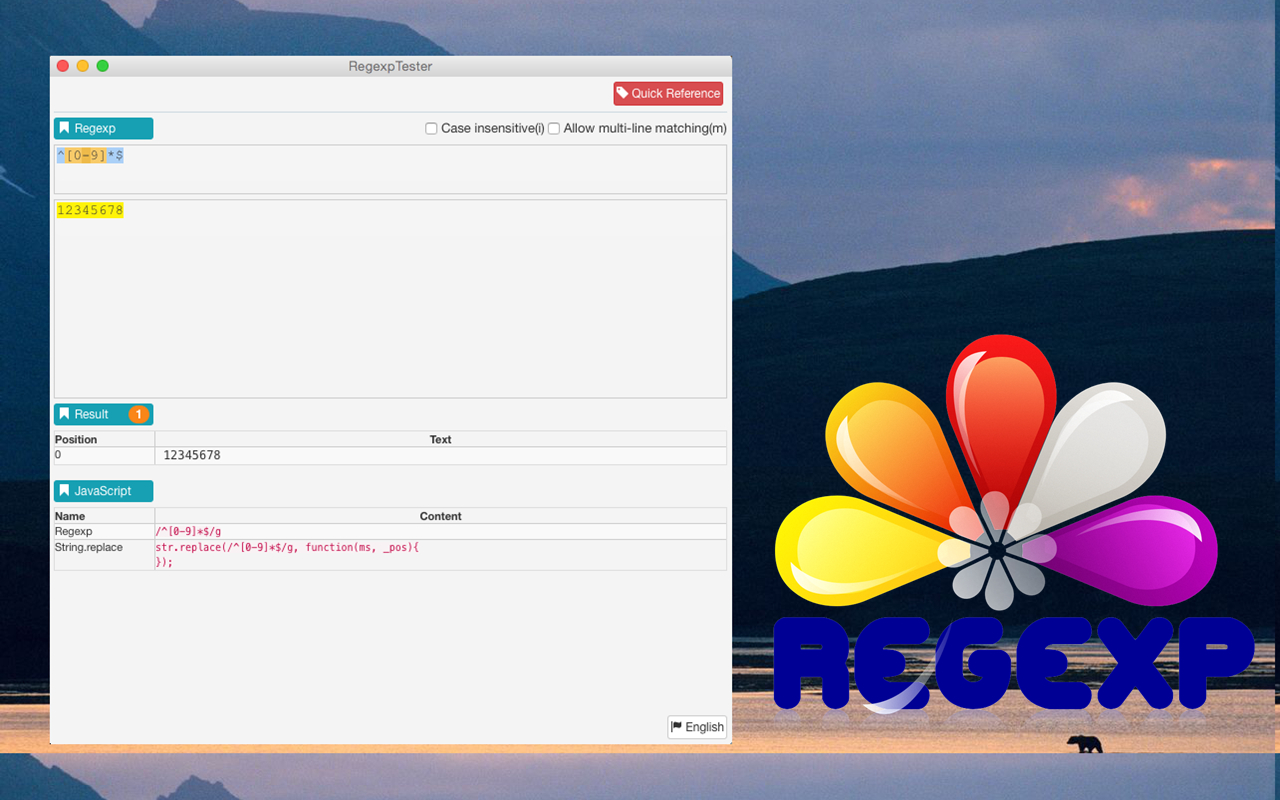 RegexpTester
Quick Reference
Regexp
Case insensitive(i) Allow multi-line matching(m)
^[0-9]*$
12345678
Result 1
Position Text
0 12345678
JavaScript
Name Content
Regexp /^[0-9]*$/g
String.replace str.replace(/^[0-9]*$/g, function(ms, _pos){
});
English
REGEXP